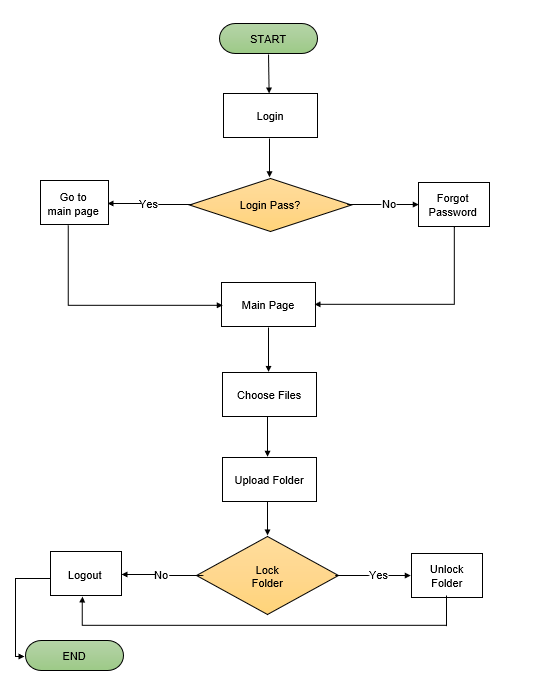 START
Login
Go to
main page
Yes
Login Pass?
No
Forgot
Password
Main Page
Choose Files
Upload Folder
Logout
No
Lock
Folder
Yes
Unlock
Folder
END